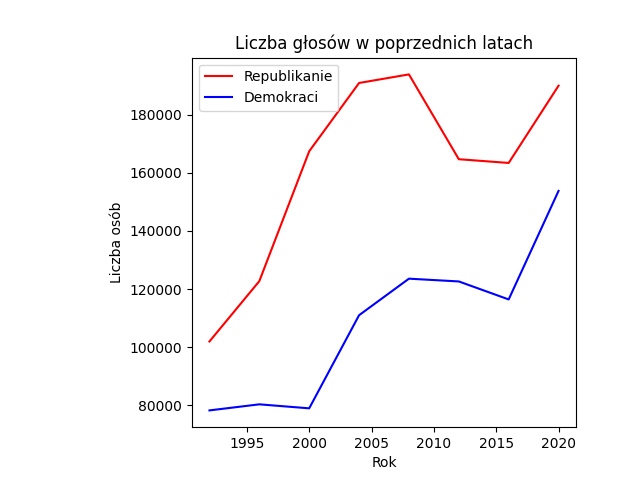 Liczba głosów w poprzednich latach
Republikanie
Demokraci
180000
160000
140000
120000
100000
80000
Liczba osób
1995 2000 2005 2010 2015 2020
Rok